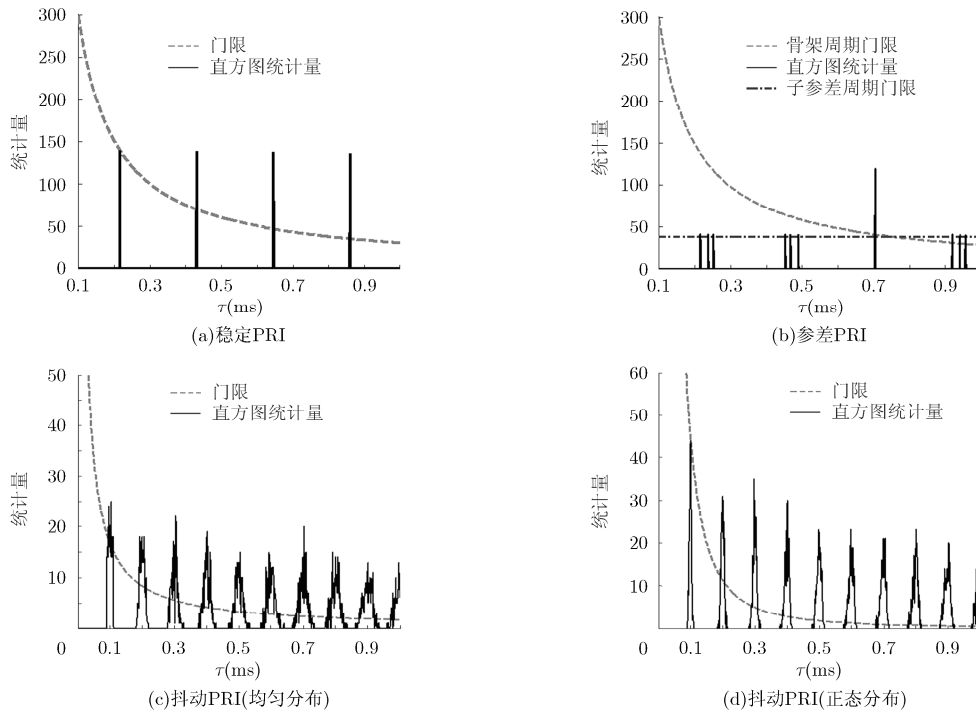 300
250
200
150
100
50
0
统计量
门限
直方图统计量
0.1 0.3 0.5 0.7 0.9
τ(ms)
(a)稳定PRI
300
250
200
150
100
50
0
统计量
骨架周期门限
直方图统计量
子参差周期门限
0.1 0.3 0.5 0.7 0.9
τ(ms)
(b)参差PRI
50
40
30
20
10
0
统计量
门限
直方图统计量
0.1 0.3 0.5 0.7 0.9
τ(ms)
(c)抖动PRI(均匀分布)
60
50
40
30
20
10
0
统计量
门限
直方图统计量
0.1 0.3 0.5 0.7 0.9
τ(ms)
(d)抖动PRI(正态分布)